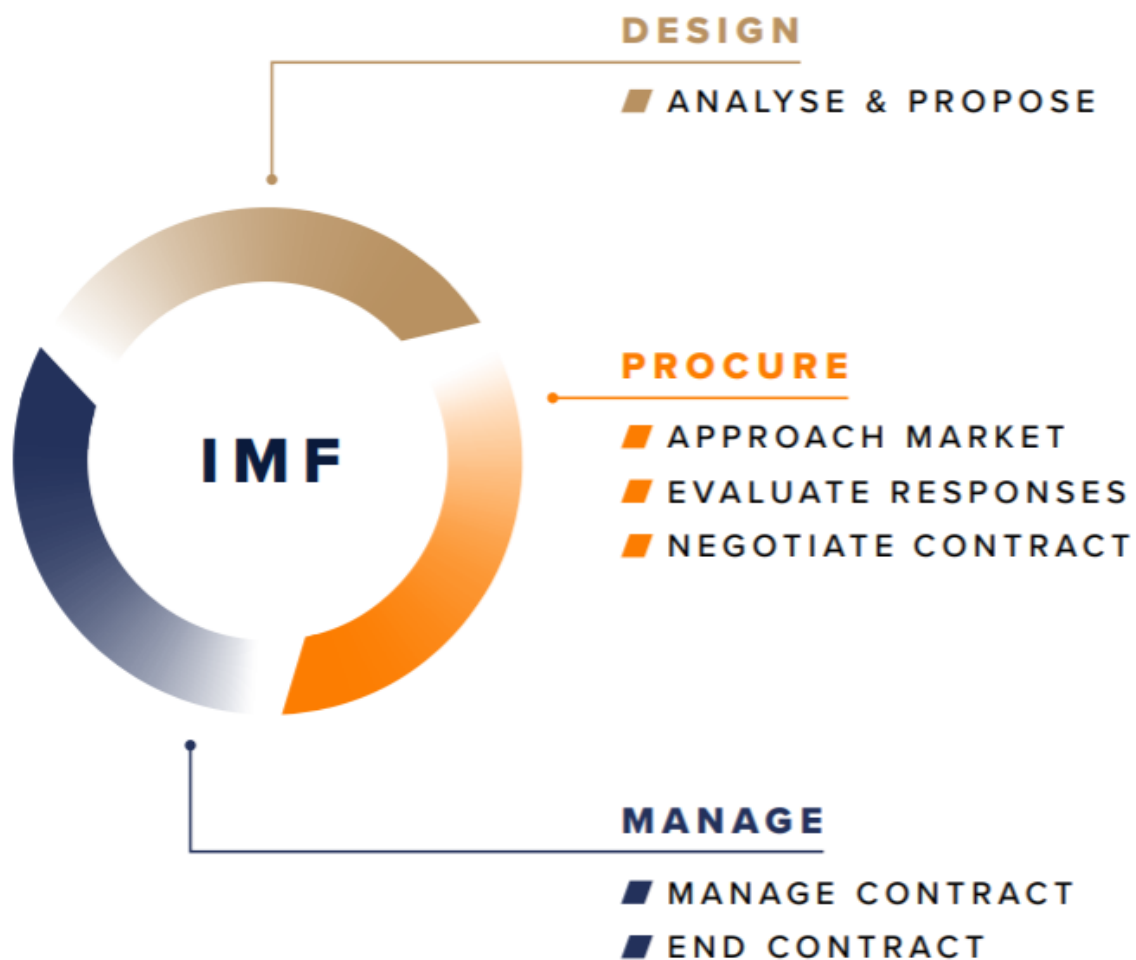 DESIGN
ANALYSE & PROPOSE
IMF
PROCURE
APPROACH MARKET
EVALUATE RESPONSES
NEGOTIATE CONTRACT
MANAGE
MANAGE CONTRACT
END CONTRACT